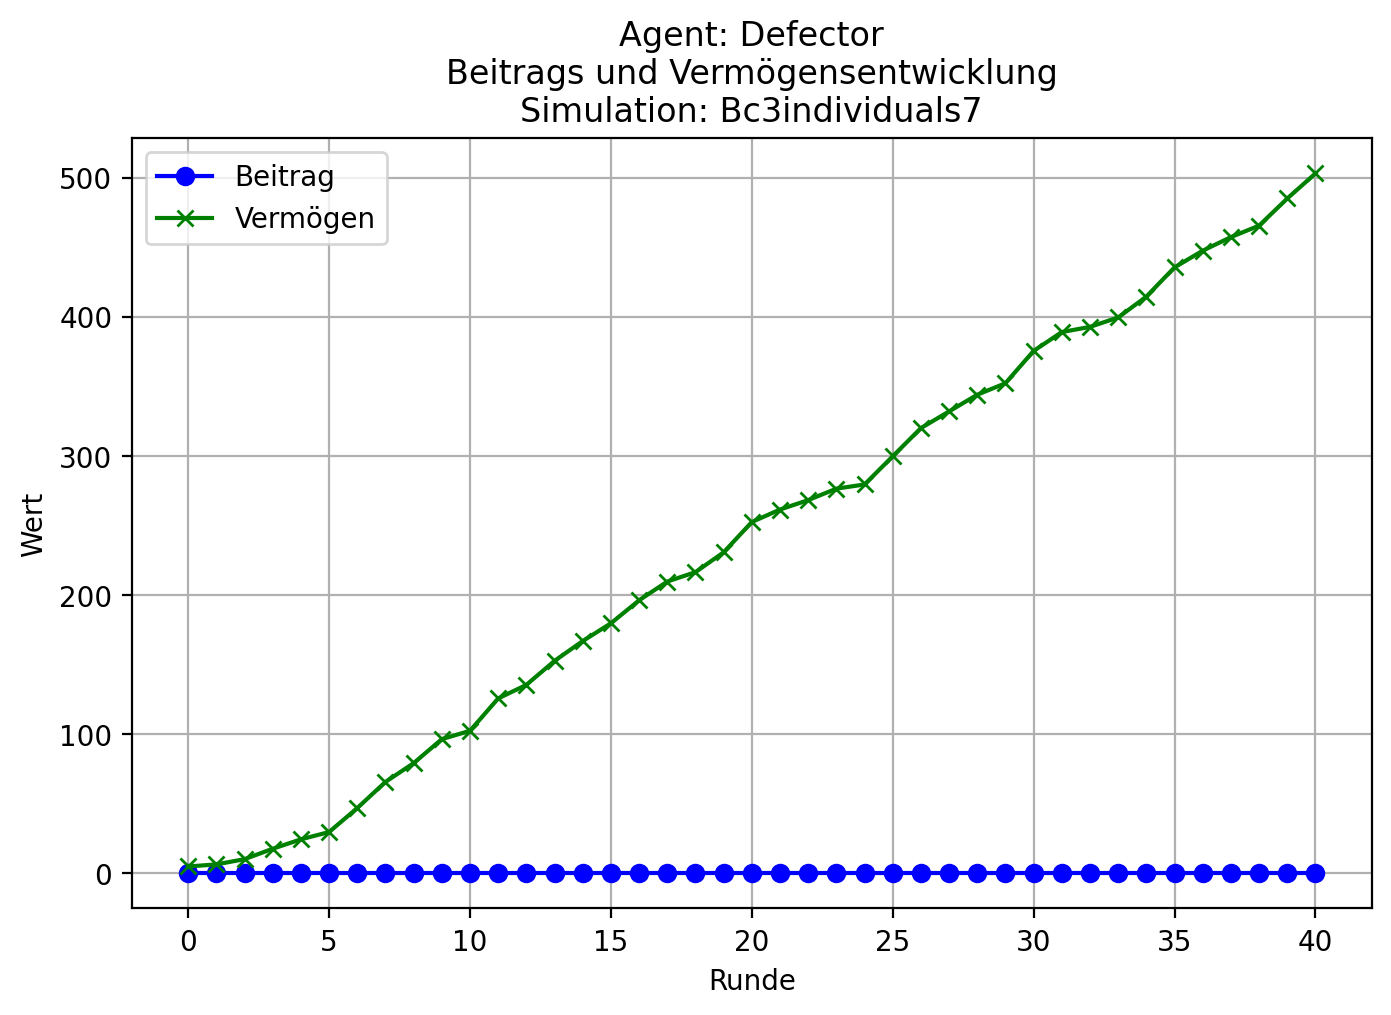 Agent: Defector
Beitrags und Vermögensentwicklung
Simulation: Bc3individuals7
Beitrag
Vermögen
500
400
300
200
100
0
Wert
0 5 10 15 20 25 30 35 40
Runde